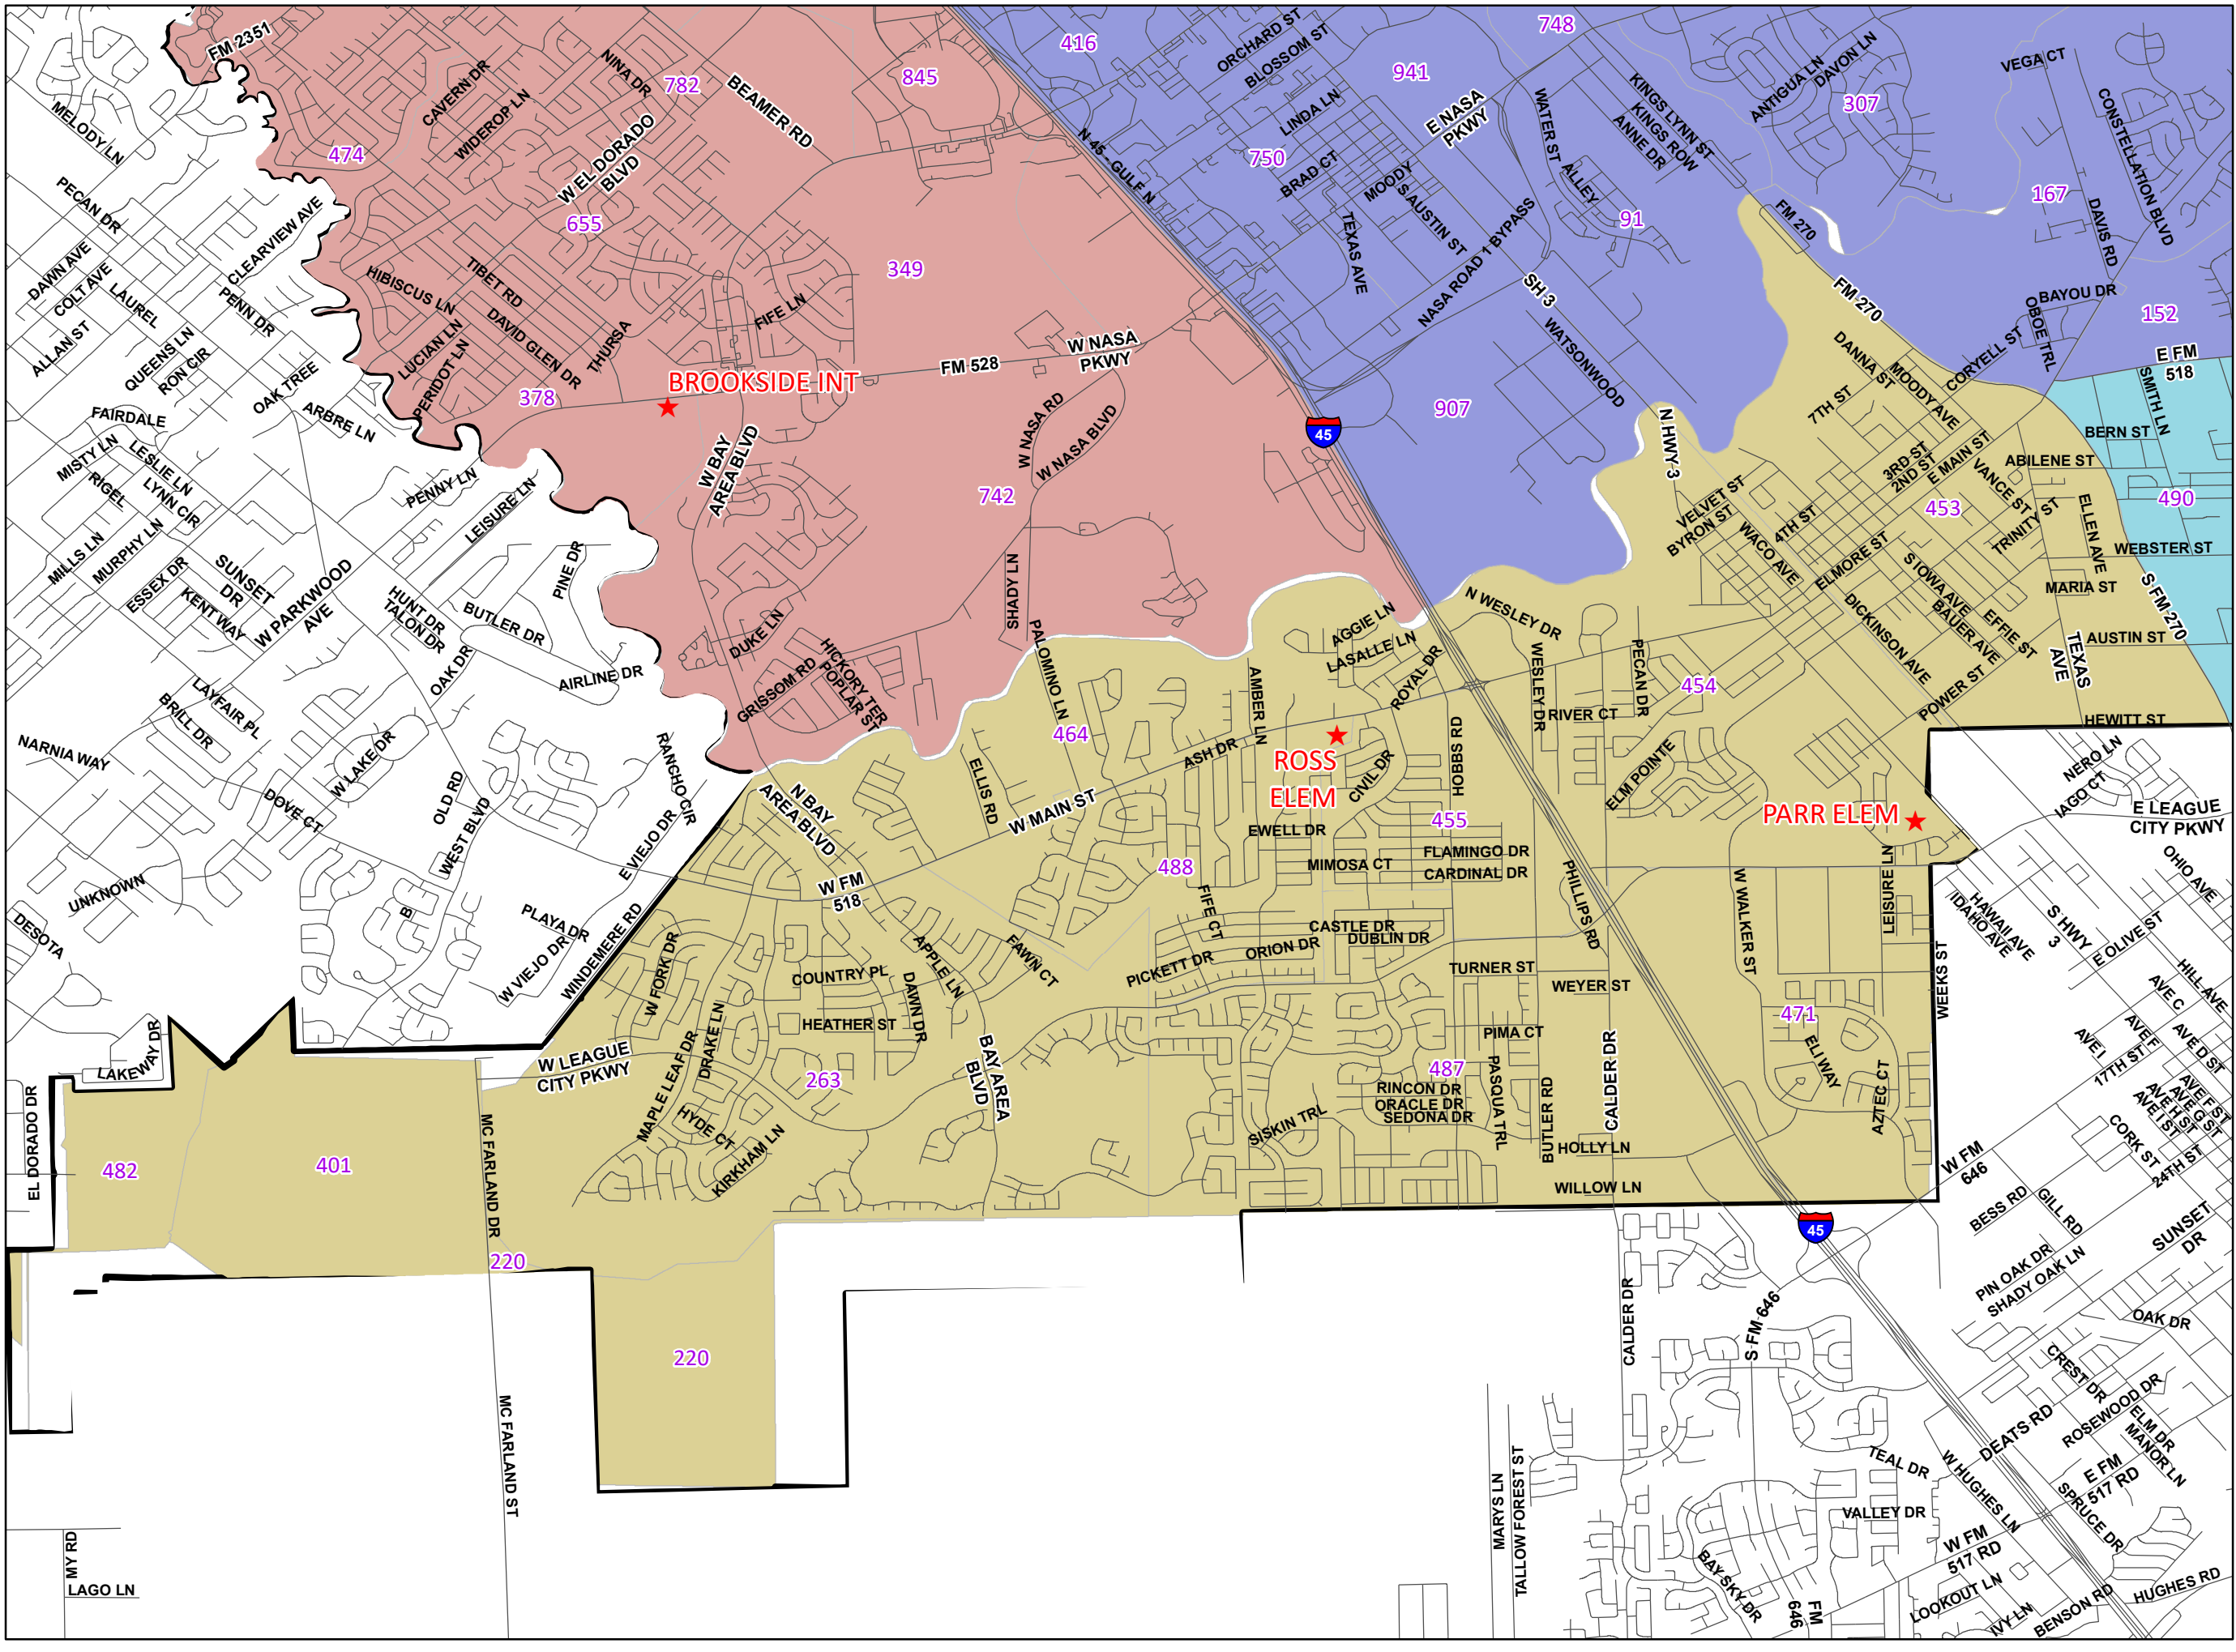 FM 2351
MELODY LN
PECAN DR
DAWN AVE
COLT AVE
ALLAN ST
LAUREL
QUEENS LN
RON CIR
PENN DR
CLEARVIEW AVE
OAK TREE
ARBRE LN
FAIRDALE
MISTY LN
LESLIE LN
RIGEL
LYNN CIR
MILLS LN
MURPHY LN
ESSEX DR
KENT WAY
SUNSET
DR
W PARKWOOD
AVE
PENNY LN
LEISURE LN
PINE DR
HUNT DR
TALON DR
BUTLER DR
OAK DR
AIRLINE DR
LAYFAIR PL
BRILL DR
NARNIA WAY
W LAKE DR
DOVE CT
OLD RD
WEST BLVD
RANCHO CIR
E VIEJO DR
UNKNOWN
DESOTA
B
PLAYA DR
W VIEJO DR
WINDEMERE RD
LAKEWAY DR
EL DORADO DR
CAVERN DR
WIDEROP LN
NINA DR
782
BEAMER RD
845
474
W EL DORADO
BLVD
655
349
HIBISCUS LN
TIBET RD
DAVID GLEN DR
LUCIAN LN
PERIDOT LN
THURSA
FIFE LN
378
BROOKSIDE INT
FM 528
W NASA
PKWY
W NASA RD
W NASA BLVD
W BAY
AREA BLVD
742
SHADY LN
DUKE LN
GRISSOM RD
HICKORY TER
POPLAR ST
416
ORCHARD ST
BLOSSOM ST
LINDA LN
N 45 - GULF N
750
BRAD CT
MOODY
S AUSTIN ST
TEXAS AVE
941
E NASA
PKWY
748
WATER ST
ALLEY
KINGS LYNN ST
KINGS ROW
ANNE DR
91
ANTIGUA LN
DAVON LN
307
VEGA CT
CONSTELLATION BLVD
167
DAVIS RD
NASA ROAD 1 BYPASS
SH 3
WATSONWOOD
907
45
FM 270
FM 270
BAYOU DR
OBOE TRL
152
E FM
518
CORYELL ST
DANNA ST
MOODY AVE
7TH ST
3RD ST
2ND ST
E MAIN ST
SMITH LN
BERN ST
ABILENE ST
VANCE ST
TRINITY ST
ELLEN AVE
490
453
WEBSTER ST
MARIA ST
S FM 270
AUSTIN ST
TEXAS
AVE
HEWITT ST
N HWY 3
VELVET ST
BYRON ST
WACO AVE
4TH ST
ELMORE ST
S IOWA AVE
BAUER AVE
EFFIE ST
DICKINSON AVE
POWER ST
PALOMINO LN
464
ELLIS RD
W MAIN ST
ASH DR
AMBER LN
AGGIE LN
LASALLE LN
ROYAL DR
N WESLEY DR
WESLEY DR
PECAN DR
454
RIVER CT
ELM POINTE
HOBBS RD
CIVIL DR
ROSS
ELEM
PARR ELEM
455
EWELL DR
MIMOSA CT
FLAMINGO DR
CARDINAL DR
488
FIFE CT
N BAY
AREA BLVD
W FM
518
PHILLIPS RD
W WALKER ST
LEISURE LN
WEEKS ST
NERO LN
IAGO CT
E LEAGUE
CITY PKWY
OHIO AVE
HAWAII AVE
IDAHO AVE
S HWY
3
E OLIVE ST
HILL AVE
AVE C
AVE F
AVE I
17TH ST
AVE D ST
AVE F ST
AVE G ST
AVE H ST
AVE I ST
CORK ST
24TH ST
W FORK DR
COUNTRY PL
APPLE LN
DAWN DR
FAWN CT
HEATHER ST
DRAKE LN
MAPLE LEAF DR
HYDE CT
KIRKHAM LN
263
BAY AREA
BLVD
W LEAGUE
CITY PKWY
PICKETT DR
ORION DR
CASTLE DR
DUBLIN DR
TURNER ST
WEYER ST
PIMA CT
487
RINCON DR
ORACLE DR
SEDONA DR
SISKIN TRL
PASQUA TRL
BUTLER RD
CALDER DR
HOLLY LN
WILLOW LN
471
ELI WAY
AZTEC CT
482
401
MC FARLAND DR
220
220
MC FARLAND ST
MY RD
LAGO LN
W FM
646
BESS RD
GILL RD
SUNSET
DR
PIN OAK DR
SHADY OAK LN
45
CALDER DR
S FM 646
OAK DR
CREST DR
ROSEWOOD DR
ELM DR
MANOR LN
DEATS RD
E FM
517 RD
TEAL DR
W HUGHES LN
SPRUCE DR
VALLEY DR
W FM
517 RD
MARYS LN
TALLOW FOREST ST
BAY SKY DR
FM
646
LOOKOUT LN
IVY LN
BENSON RD
HUGHES RD